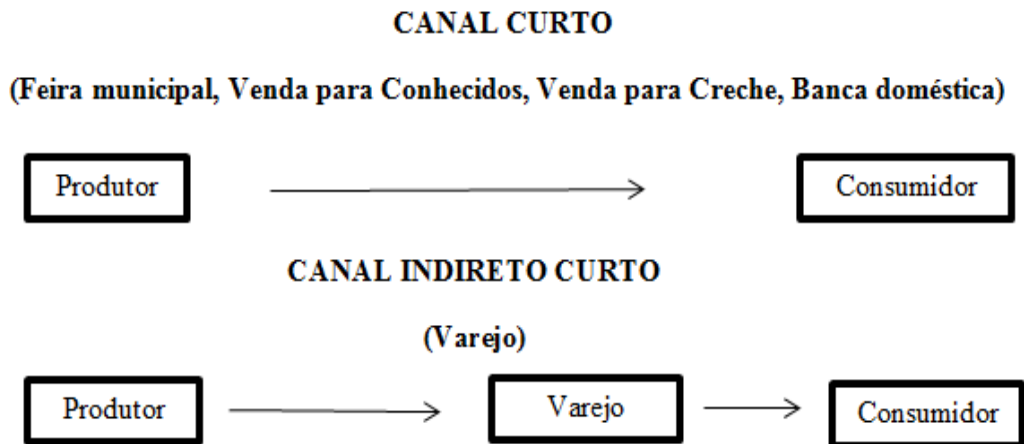 CANAL CURTO
(Feira municipal, Venda para Conhecidos, Venda para Creche, Banca doméstica)
Produtor
Consumidor
CANAL INDIRETO CURTO
(Varejo)
Produtor
Varejo
Consumidor